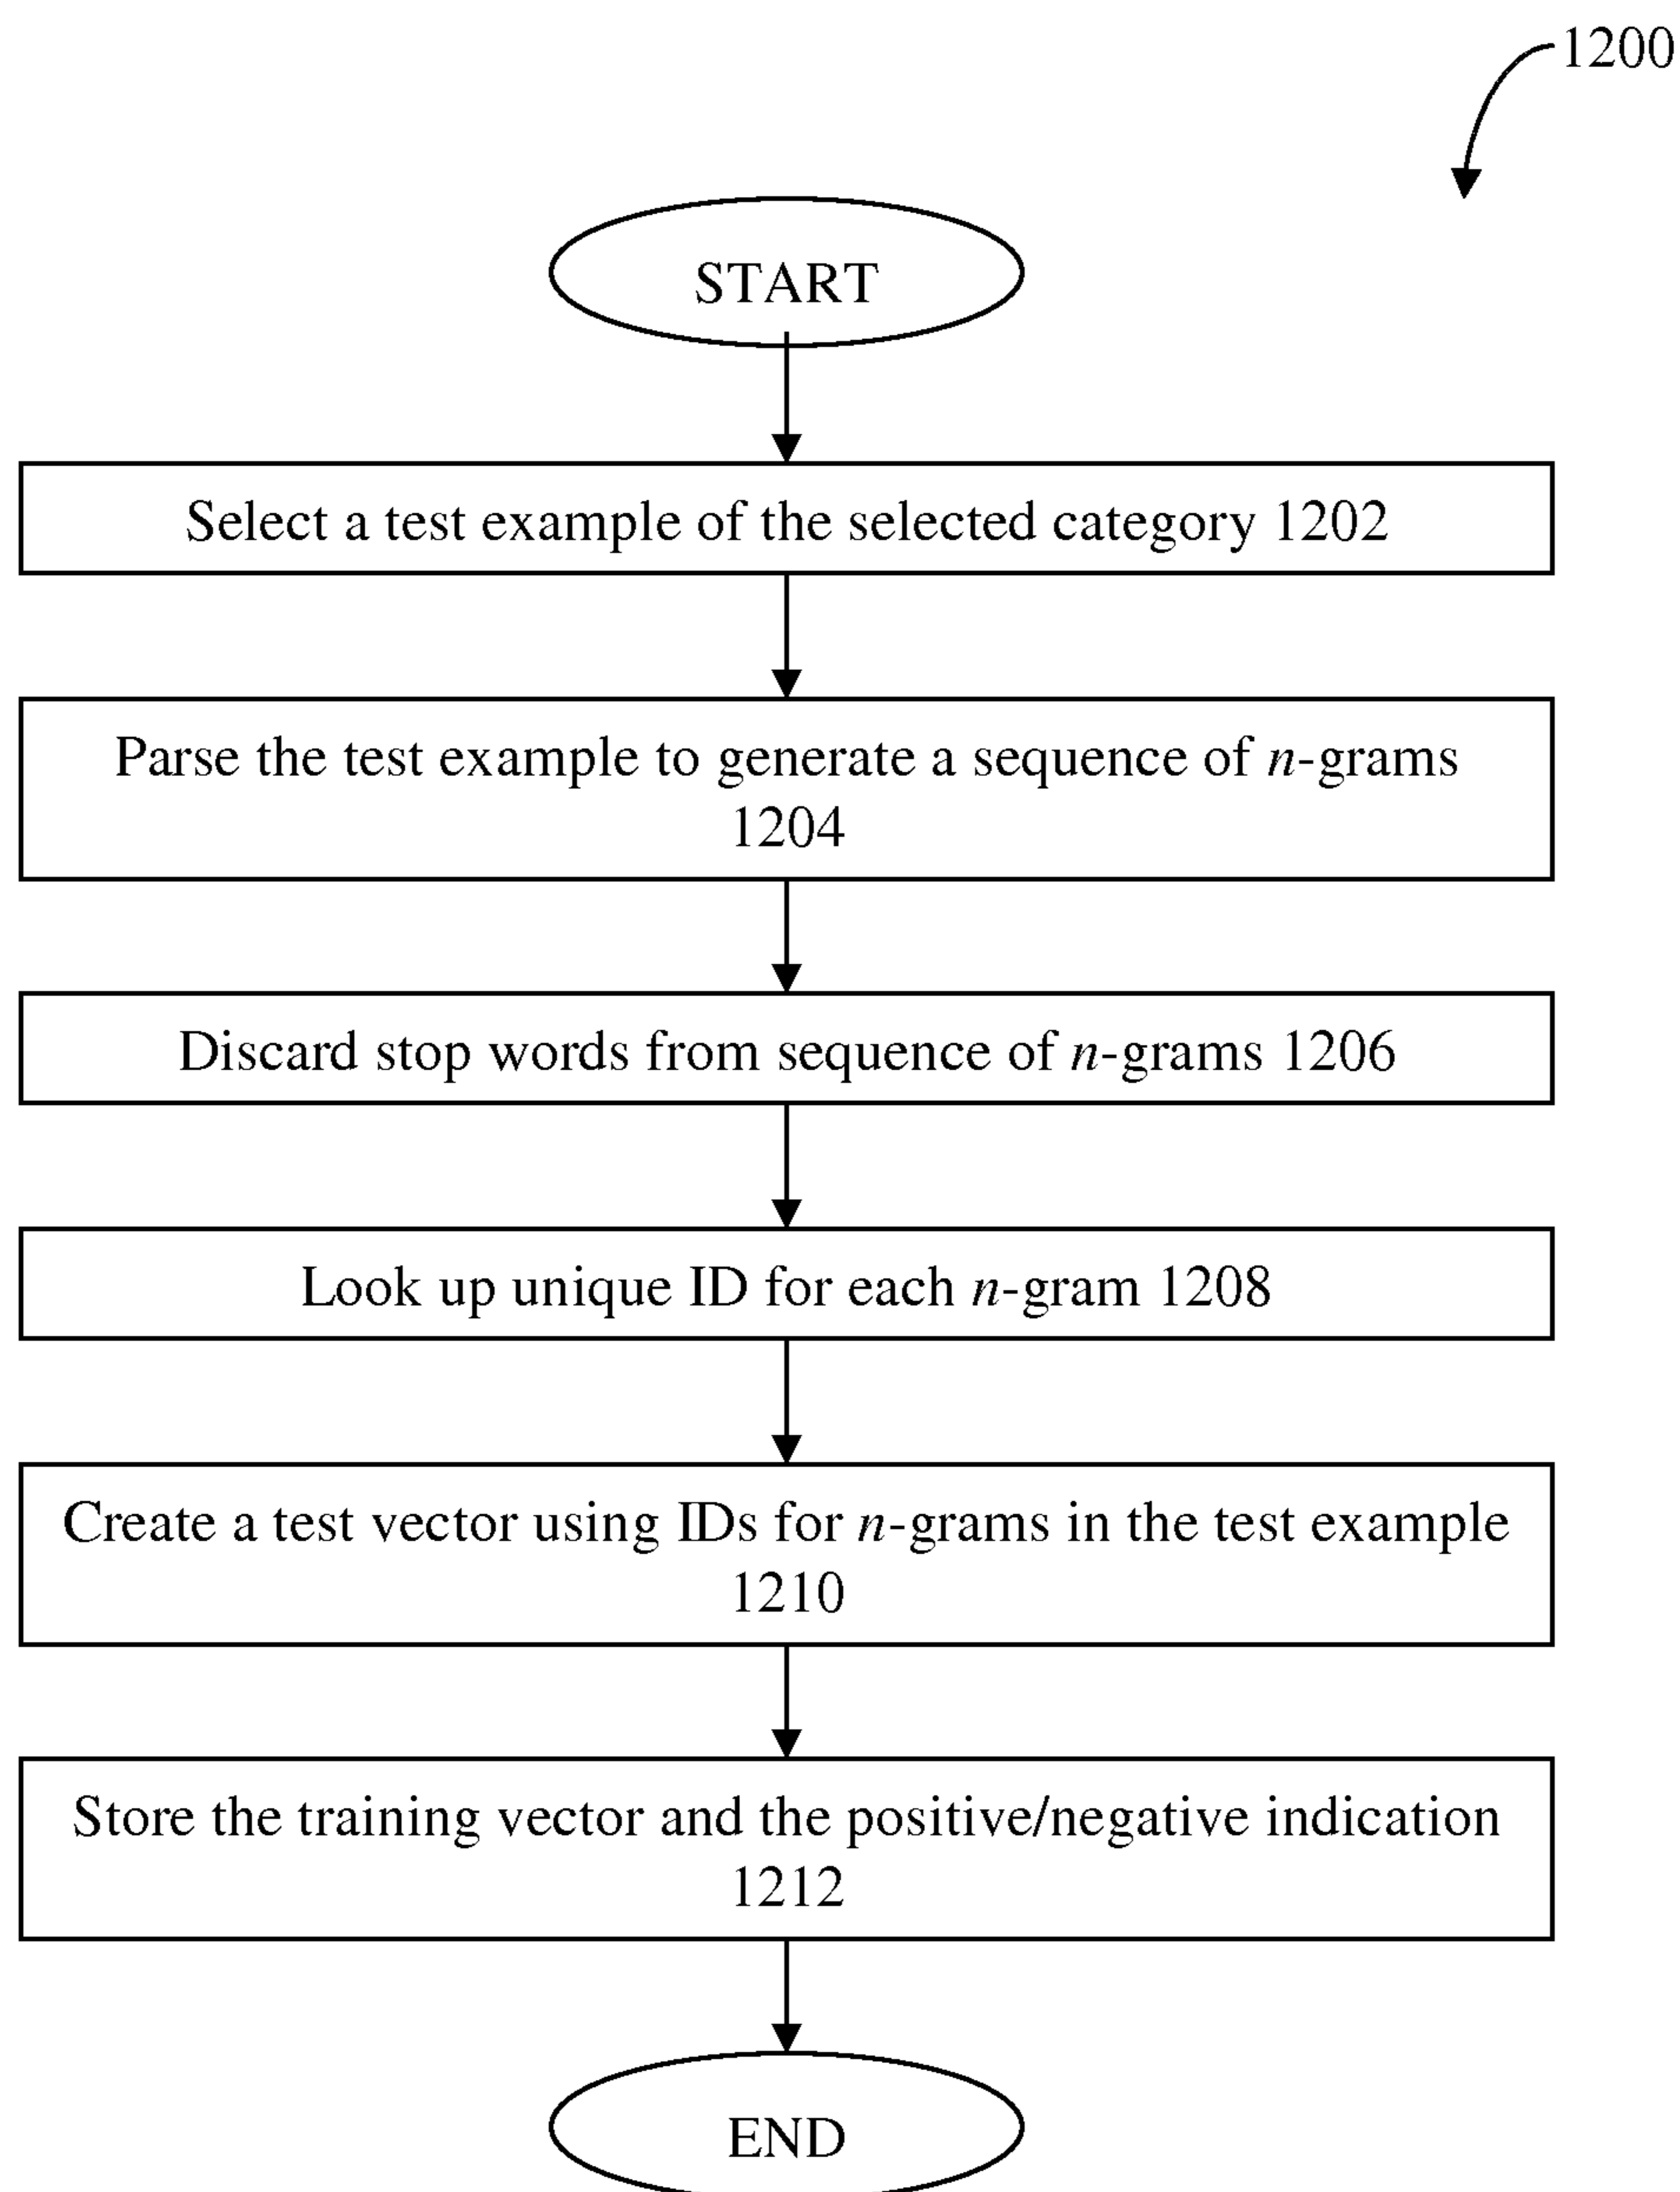 1200
START
Select a test example of the selected category 1202
Parse the test example to generate a sequence of n-grams
1204
Discard stop words from sequence of n-grams 1206
Look up unique ID for each n-gram 1208
Create a test vector using IDs for n-grams in the test example
1210
Store the training vector and the positive/negative indication
1212
END